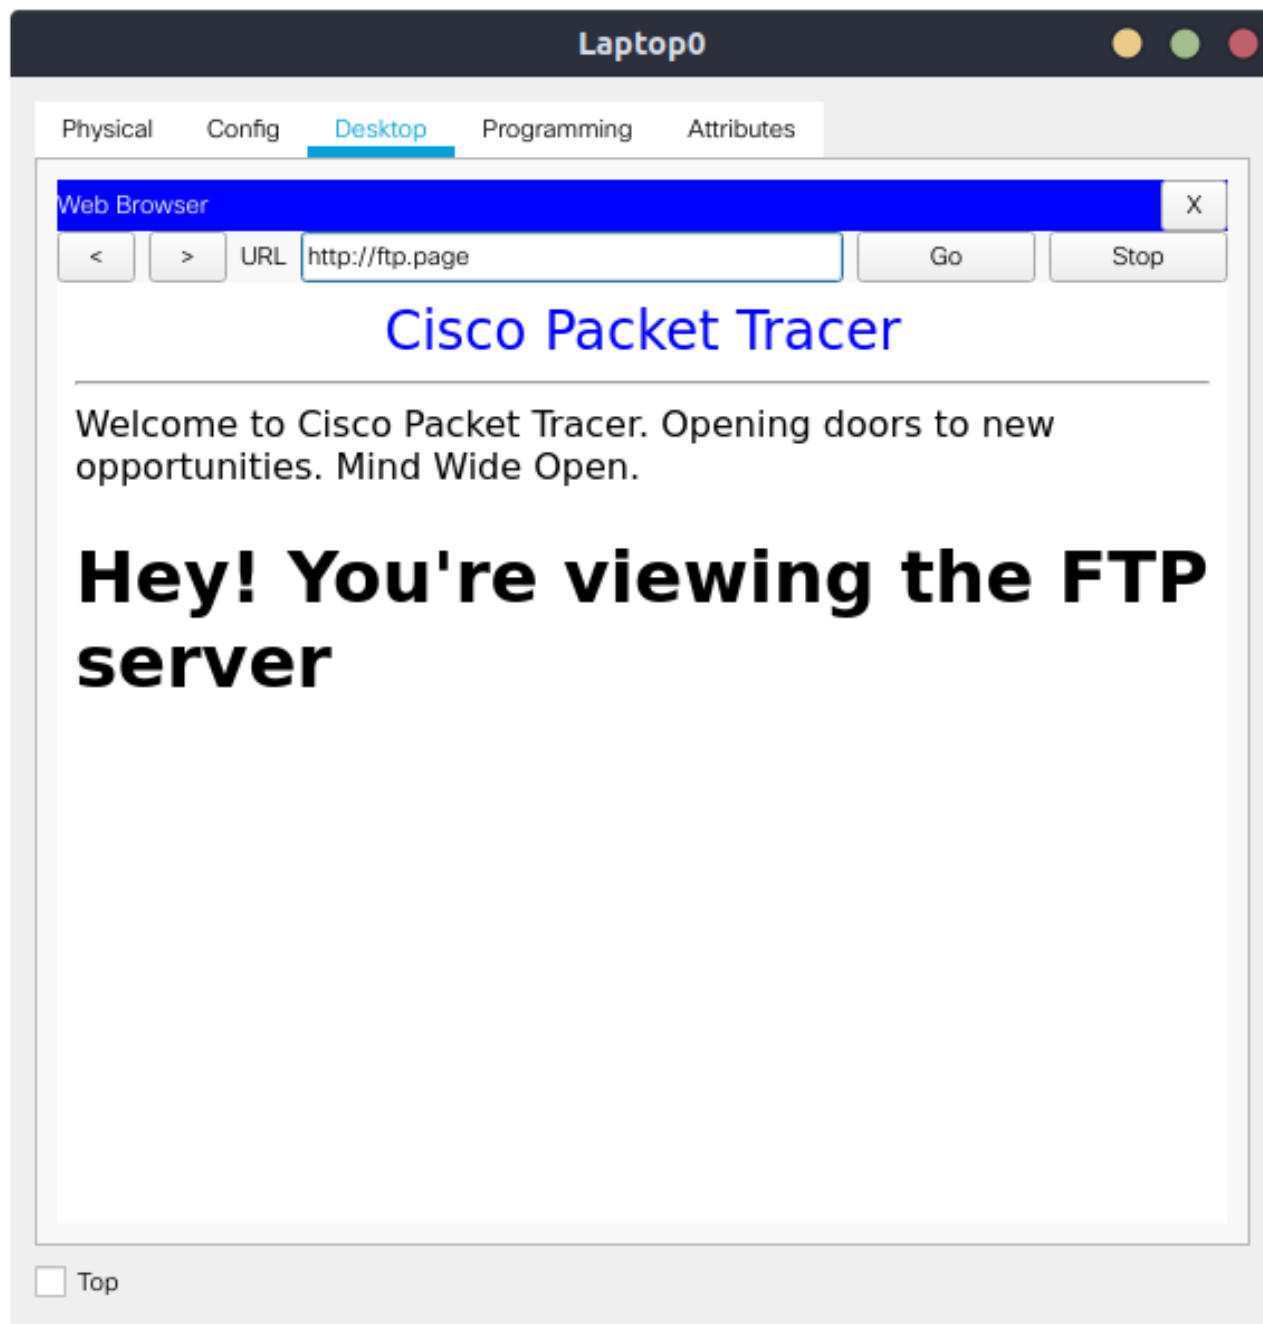 Laptop0
Physical Config Desktop Programming Attributes
Web Browser X
< > URL http://ftp.page Go Stop
Cisco Packet Tracer
Welcome to Cisco Packet Tracer. Opening doors to new
opportunities. Mind Wide Open.
Hey! You're viewing the FTP
server
Top